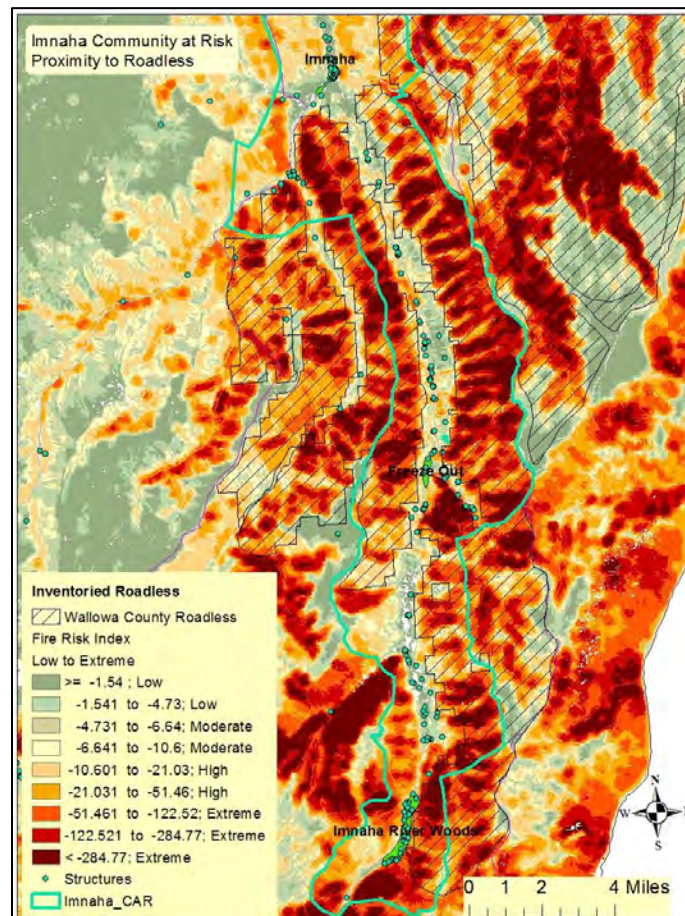 Imnaha Community at Risk
Proximity to Roadless
Imnaha
Freeze Out
Imnaha River Woods
Inventoried Roadless
Wallowa County Roadless
Fire Risk Index
Low to Extreme
>= -1.54 ; Low
-1.541 to -4.73; Low
-4.731 to -6.64; Moderate
-6.641 to -10.6; Moderate
-10.601 to -21.03; High
-21.031 to -51.46; High
-51.461 to -122.52; Extreme
-122.521 to -284.77; Extreme
< -284.77; Extreme
Structures
Imnaha_CAR
N
W
S
0 1 2 4 Miles